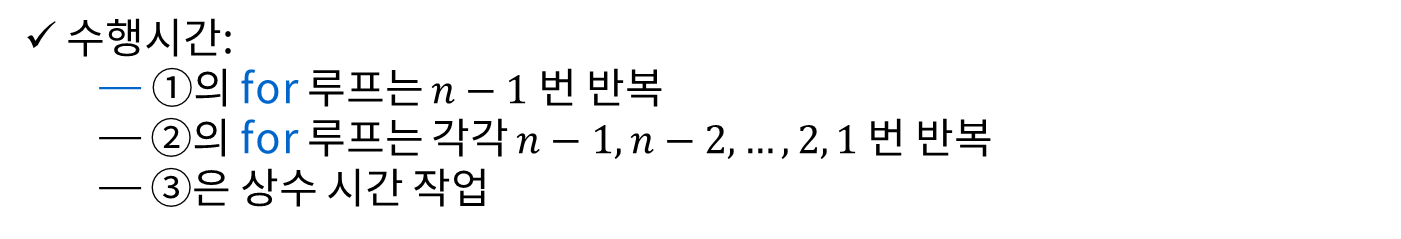 ✓ 수행시간:
— ①의 for 루프는 n − 1 번 반복
— ②의 for 루프는 각각 n − 1, n − 2, … , 2, 1 번 반복
— ③은 상수 시간 작업